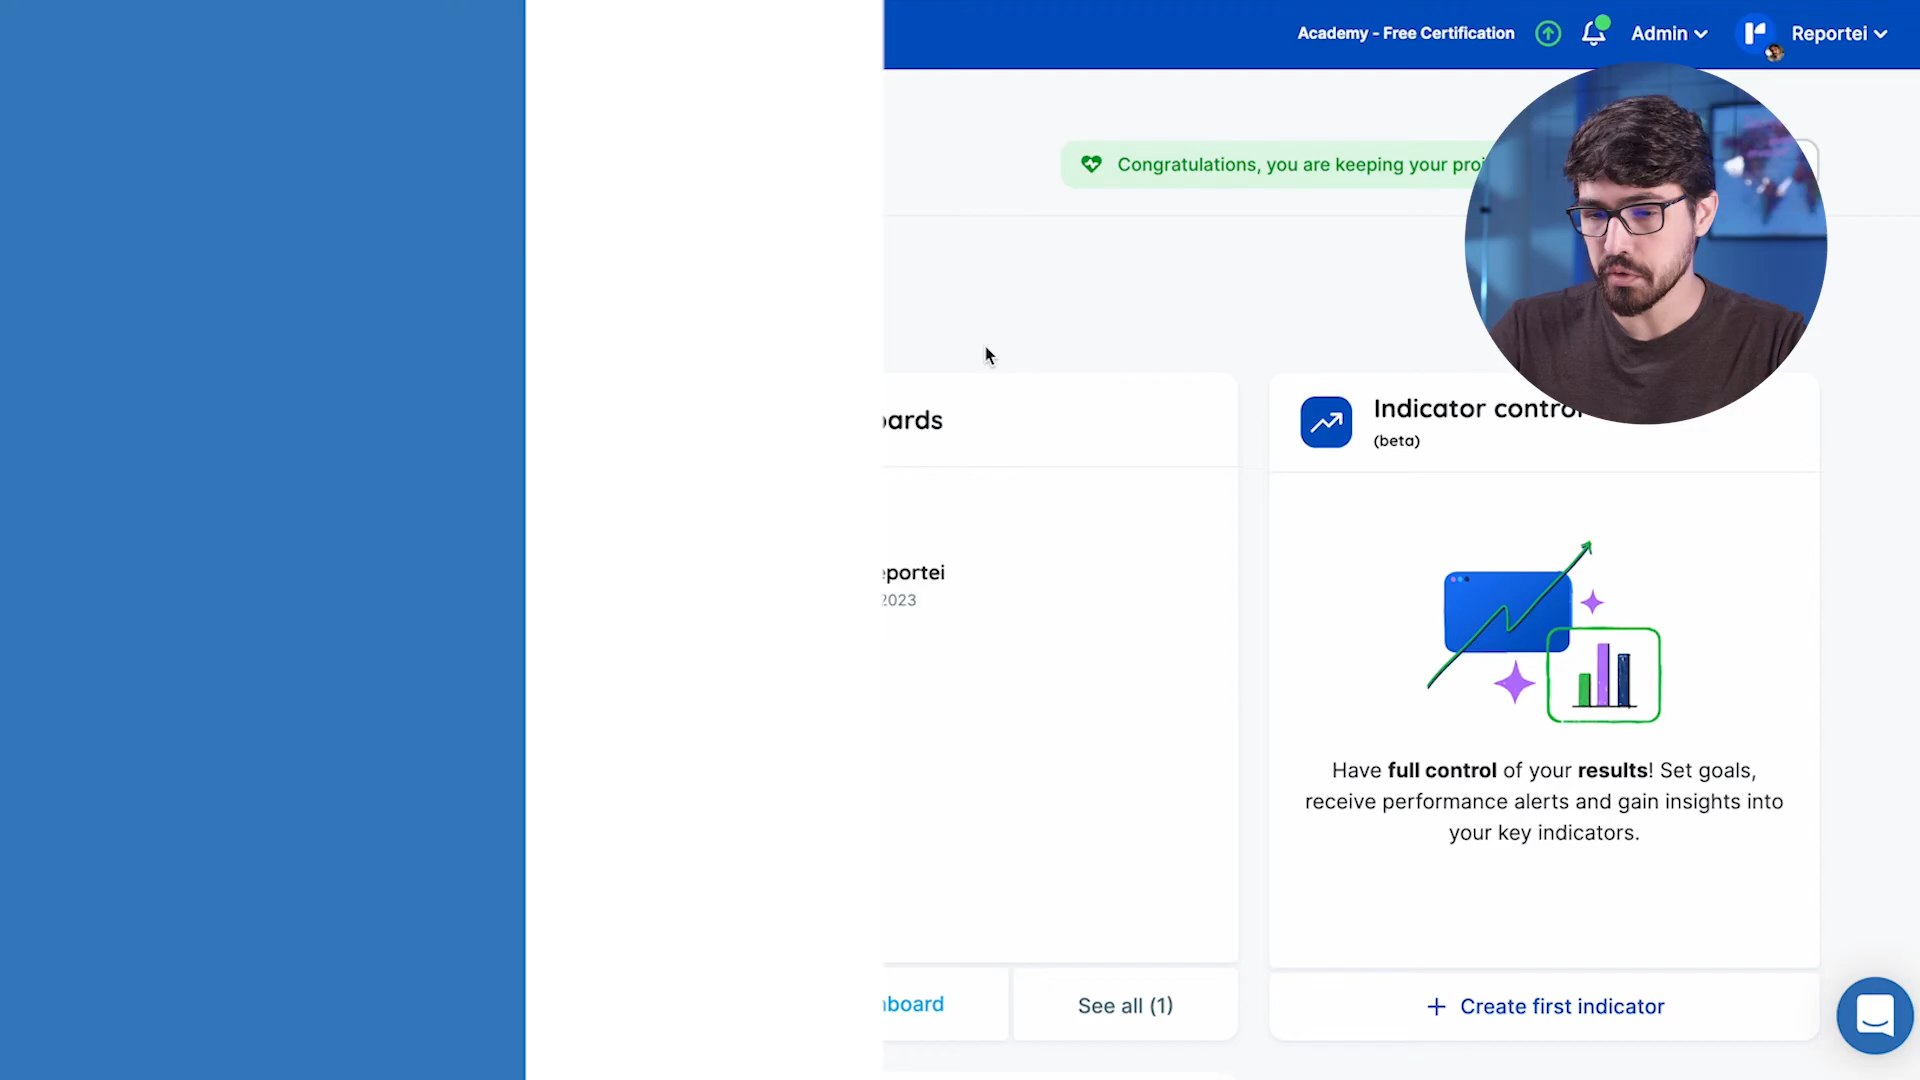 Academy - Free Certification
Admin
Reportei
Congratulations, you are keeping your
ards
Indicator control
(beta)
portei
2023
Have full control of your results! Set goals,
receive performance alerts and gain insights into
your key indicators.
board
See all (1)
+ Create first indicator